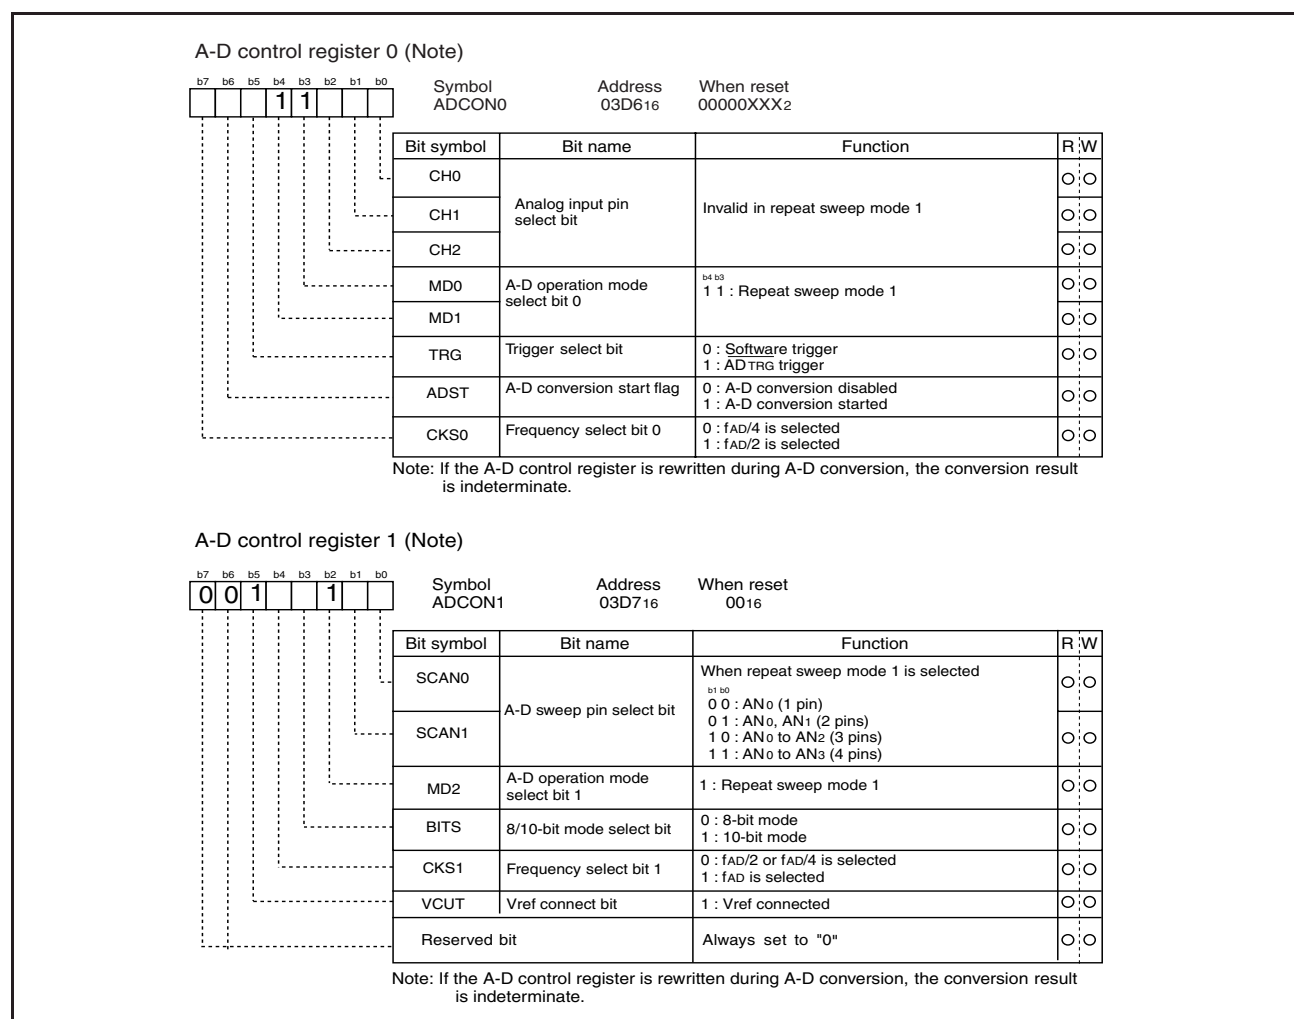 A-D control register 0 (Note)
b7 b6 b5 b4 b3 b2 b1 b0
1 1
Symbol Address When reset
ADCON0 03D616 00000XXX2
Bit symbol Bit name Function R W
CH0
CH1 Analog input pin select bit Invalid in repeat sweep mode 1
CH2
MD0 A-D operation mode select bit 0 b4 b3
1 1 : Repeat sweep mode 1
MD1
TRG Trigger select bit 0 : Software trigger
1 : ADTRG trigger
ADST A-D conversion start flag 0 : A-D conversion disabled
1 : A-D conversion started
CKS0 Frequency select bit 0 0 : fAD/4 is selected
1 : fAD/2 is selected
Note: If the A-D control register is rewritten during A-D conversion, the conversion result
is indeterminate.
A-D control register 1 (Note)
b7 b6 b5 b4 b3 b2 b1 b0
0 0 1 1
Symbol Address When reset
ADCON1 03D716 0016
Bit symbol Bit name Function R W
SCAN0 When repeat sweep mode 1 is selected
b1 b0
A-D sweep pin select bit 0 0 : AN0 (1 pin)
0 1 : AN0, AN1 (2 pins)
SCAN1 1 0 : AN0 to AN2 (3 pins)
1 1 : AN0 to AN3 (4 pins)
MD2 A-D operation mode select bit 1 1 : Repeat sweep mode 1
BITS 8/10-bit mode select bit 0 : 8-bit mode
1 : 10-bit mode
CKS1 Frequency select bit 1 0 : fAD/2 or fAD/4 is selected
1 : fAD is selected
VCUT Vref connect bit 1 : Vref connected
Reserved bit Always set to "0"
Note: If the A-D control register is rewritten during A-D conversion, the conversion result
is indeterminate.